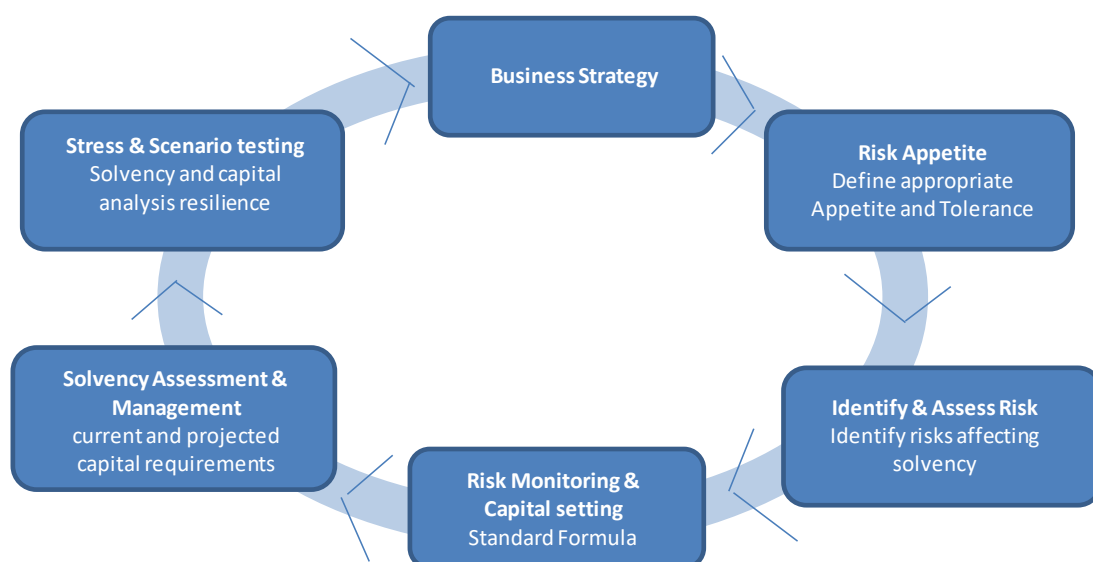 Business Strategy
Risk Appetite
Define appropriate
Appetite and Tolerance
Identify & Assess Risk
Identify risks affecting
solvency
Risk Monitoring &
Capital setting
Standard Formula
Solvency Assessment &
Management
current and projected
capital requirements
Stress & Scenario testing
Solvency and capital
analysis resilience